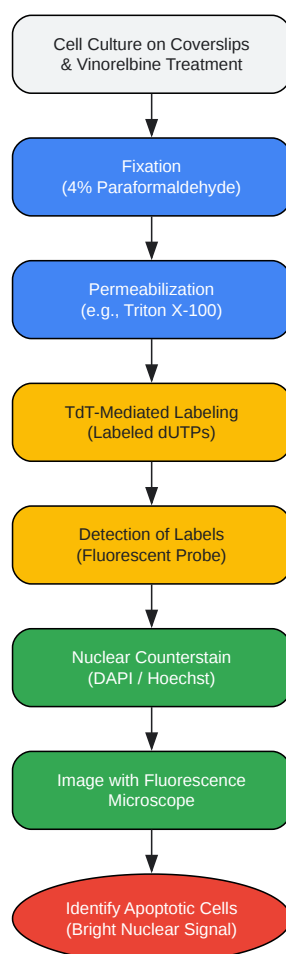 Cell Culture on Coverslips
& Vinorelbine Treatment
Fixation
(4% Paraformaldehyde)
Permeabilization
(e.g., Triton X-100)
TdT-Mediated Labeling
(Labeled dUTPs)
Detection of Labels
(Fluorescent Probe)
Nuclear Counterstain
(DAPI / Hoechst)
Image with Fluorescence
Microscope
Identify Apoptotic Cells
(Bright Nuclear Signal)